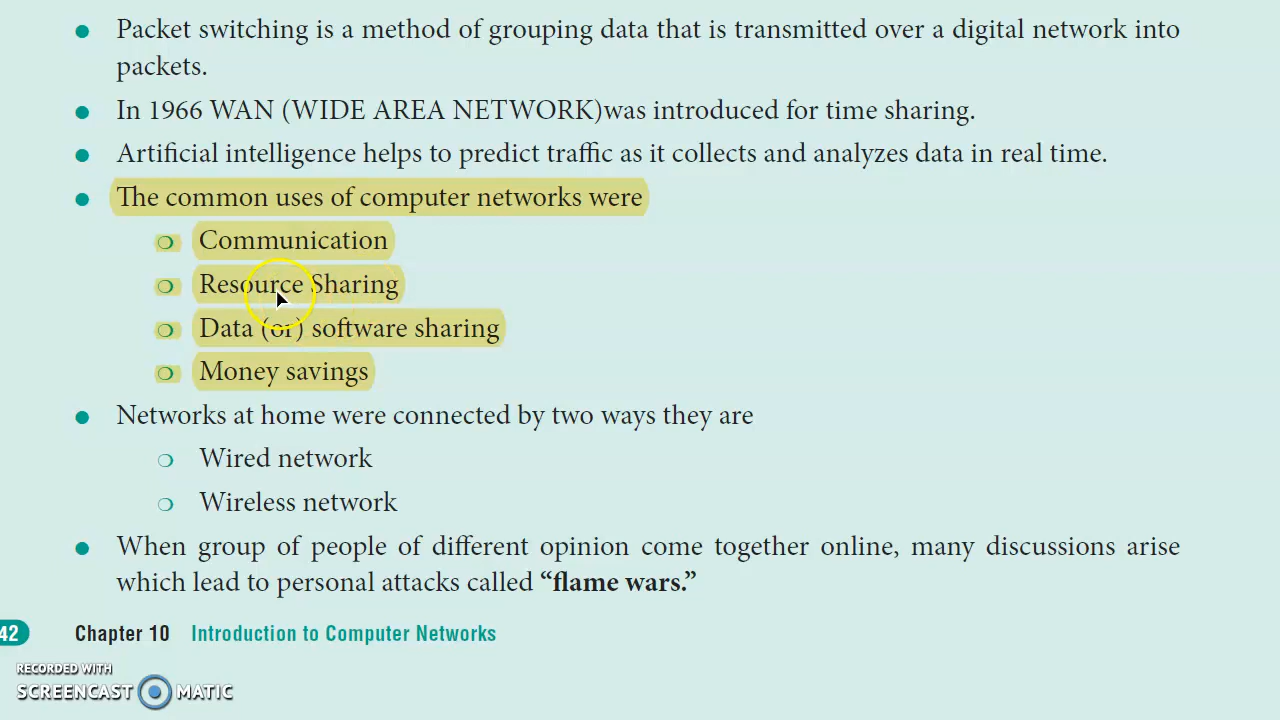 ● Packet switching is a method of grouping data that is transmitted over a digital network into
packets.
● In 1966 WAN (WIDE AREA NETWORK)was introduced for time sharing.
● Artificial intelligence helps to predict traffic as it collects and analyzes data in real time.
● The common uses of computer networks were
❍ Communication
❍ Resource Sharing
❍ Data (or) software sharing
❍ Money savings
● Networks at home were connected by two ways they are
❍ Wired network
❍ Wireless network
● When group of people of different opinion come together online, many discussions arise
which lead to personal attacks called “flame wars.”
42 Chapter 10 Introduction to Computer Networks
RECORDED WITH
SCREENCAST MATIC